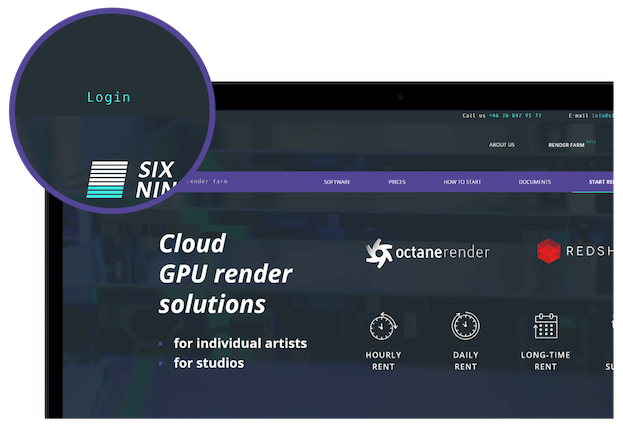 Login
Call us +46 76-847 91 77 E-mail
ABOUT US RENDER FARM BETA
SIX
NIN
render farm SOFTWARE PRICES HOW TO START DOCUMENTS START RE
Cloud
GPU render
solutions
octanerender REDSH
for individual artists
for studios
HOURLY
RENT
DAILY
RENT
LONG-TIME
RENT